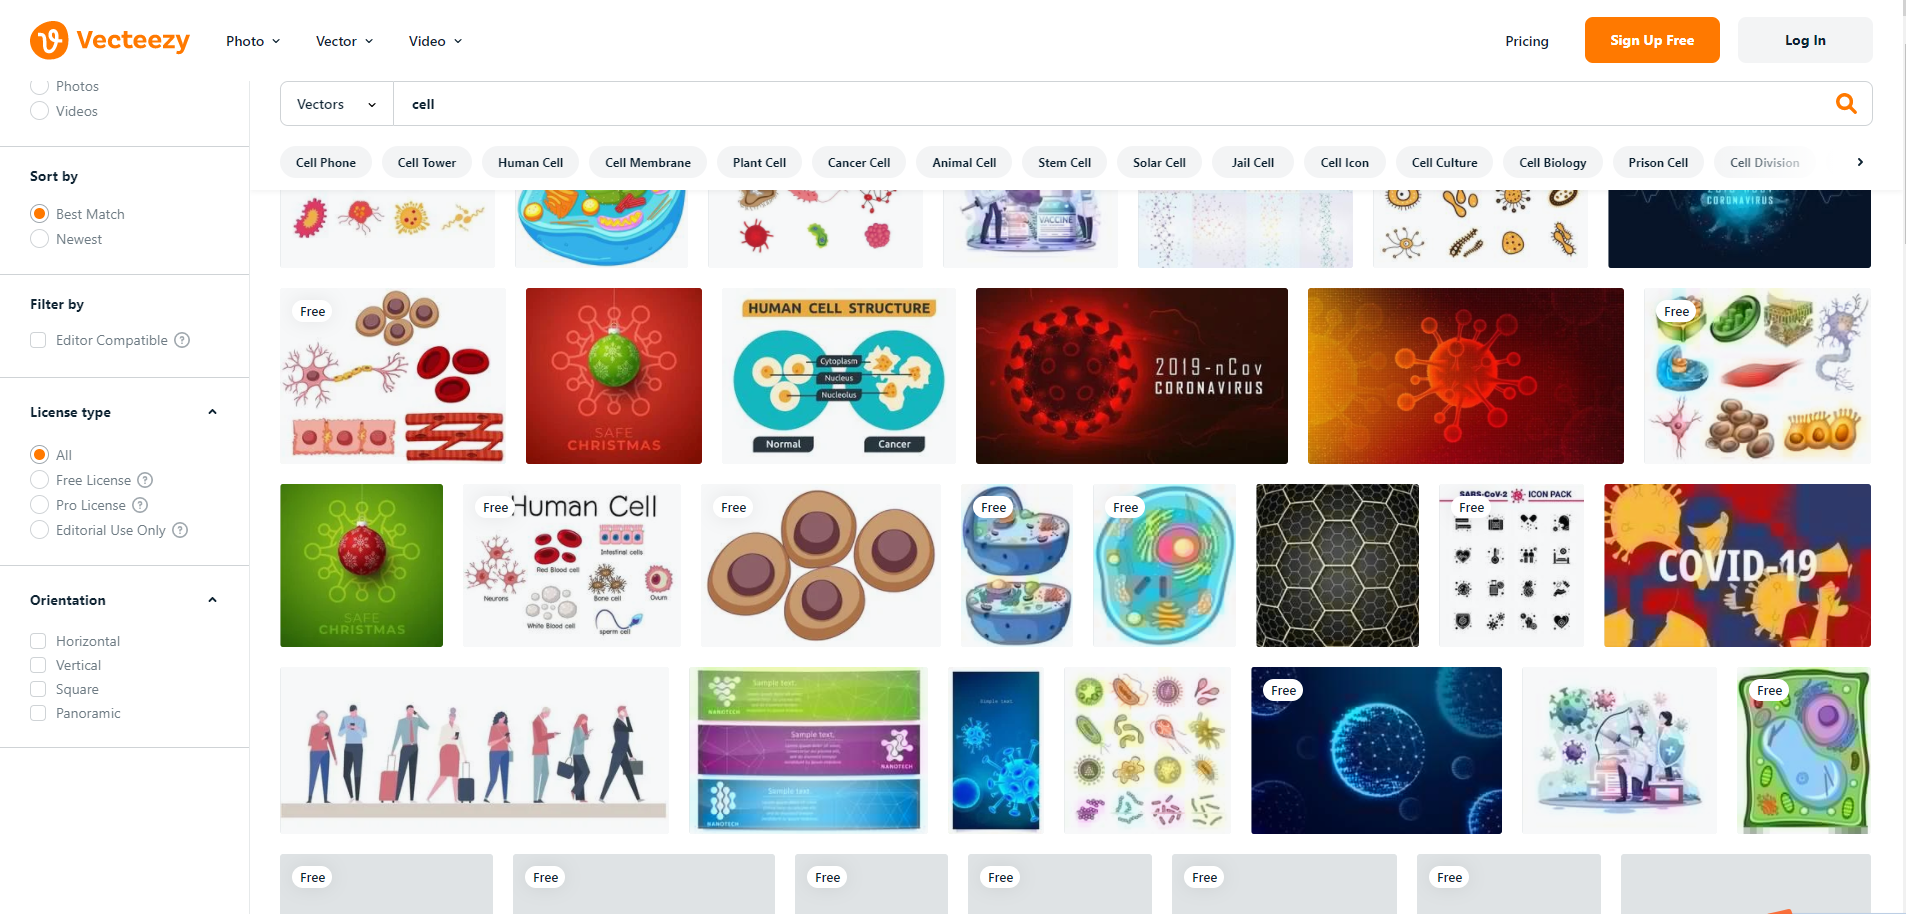 Vecteezy
Photo
Vector
Video
Pricing
Sign Up Free
Log In
Photos
Videos
Vectors
cell
Cell Phone
Cell Tower
Human Cell
Cell Membrane
Plant Cell
Cancer Cell
Animal Cell
Stem Cell
Solar Cell
Jail Cell
Cell Icon
Cell Culture
Cell Biology
Prison Cell
Cell Division
Sort by
Best Match
Newest
Filter by
Editor Compatible ?
License type
All
Free License ?
Pro License ?
Editorial Use Only ?
Orientation
Horizontal
Vertical
Square
Panoramic
VACCINE
CORONAVIRUS
Free
SAFE
CHRISTMAS
HUMAN CELL STRUCTURE
Cytoplasm
Nucleus
Nucleolus
Normal
Cancer
2019-nCov
CORONAVIRUS
Free
SAFE
CHRISTMAS
Free
Human Cell
Neurons
Red Blood cell
Intestinal cells
White Blood cell
Bone cell
Ovum
sperm cell
Free
Free
Free
SARS-CoV-2 ICON PACK
Free
COVID-19
Sample text.
NANOTECH
Sample text.
NANOTECH
Sample text.
NANOTECH
Sample text
Free
Free
Free
Free
Free
Free
Free
Free